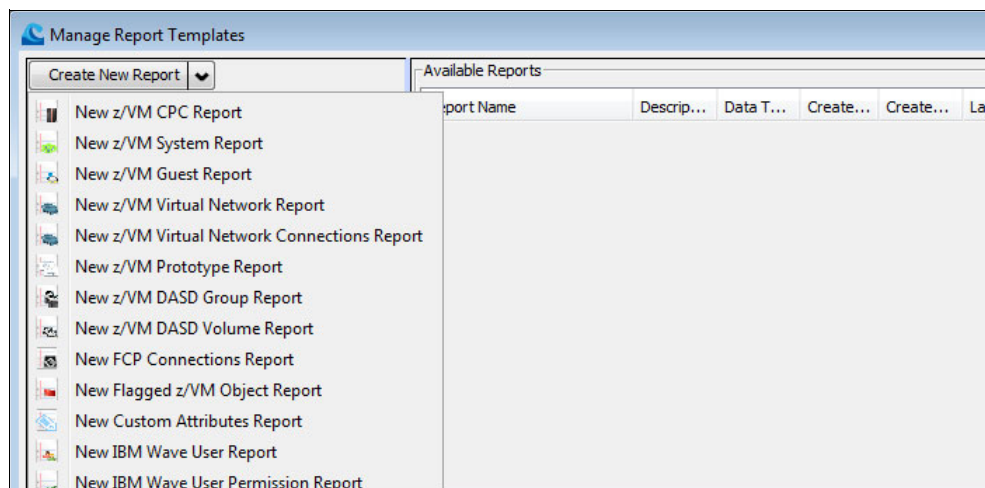 Manage Report Templates
Create New Report
Available Reports
eport Name Descrip... Data T... Create... Create... La
New z/VM CPC Report
New z/VM System Report
New z/VM Guest Report
New z/VM Virtual Network Report
New z/VM Virtual Network Connections Report
New z/VM Prototype Report
New z/VM DASD Group Report
New z/VM DASD Volume Report
New FCP Connections Report
New Flagged z/VM Object Report
New Custom Attributes Report
New IBM Wave User Report
New IBM Wave User Permission Report